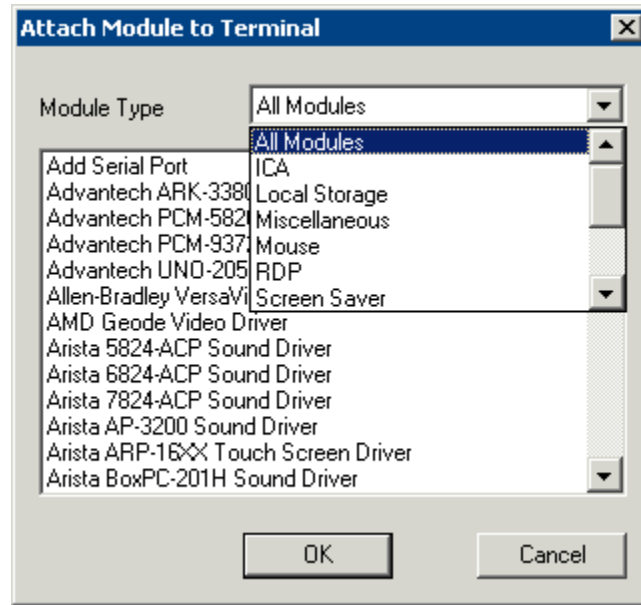 Attach Module to Terminal
Module Type
All Modules
All Modules
ICA
Local Storage
Miscellaneous
Mouse
RDP
Screen Saver
Add Serial Port
Advantech ARK-338
Advantech PCM-582
Advantech PCM-937
Advantech UNO-205
Allen-Bradley VersaVi
AMD Geode Video Driver
Arista 5824-ACP Sound Driver
Arista 6824-ACP Sound Driver
Arista 7824-ACP Sound Driver
Arista AP-3200 Sound Driver
Arista ARP-16XX Touch Screen Driver
Arista BoxPC-201H Sound Driver
OK
Cancel